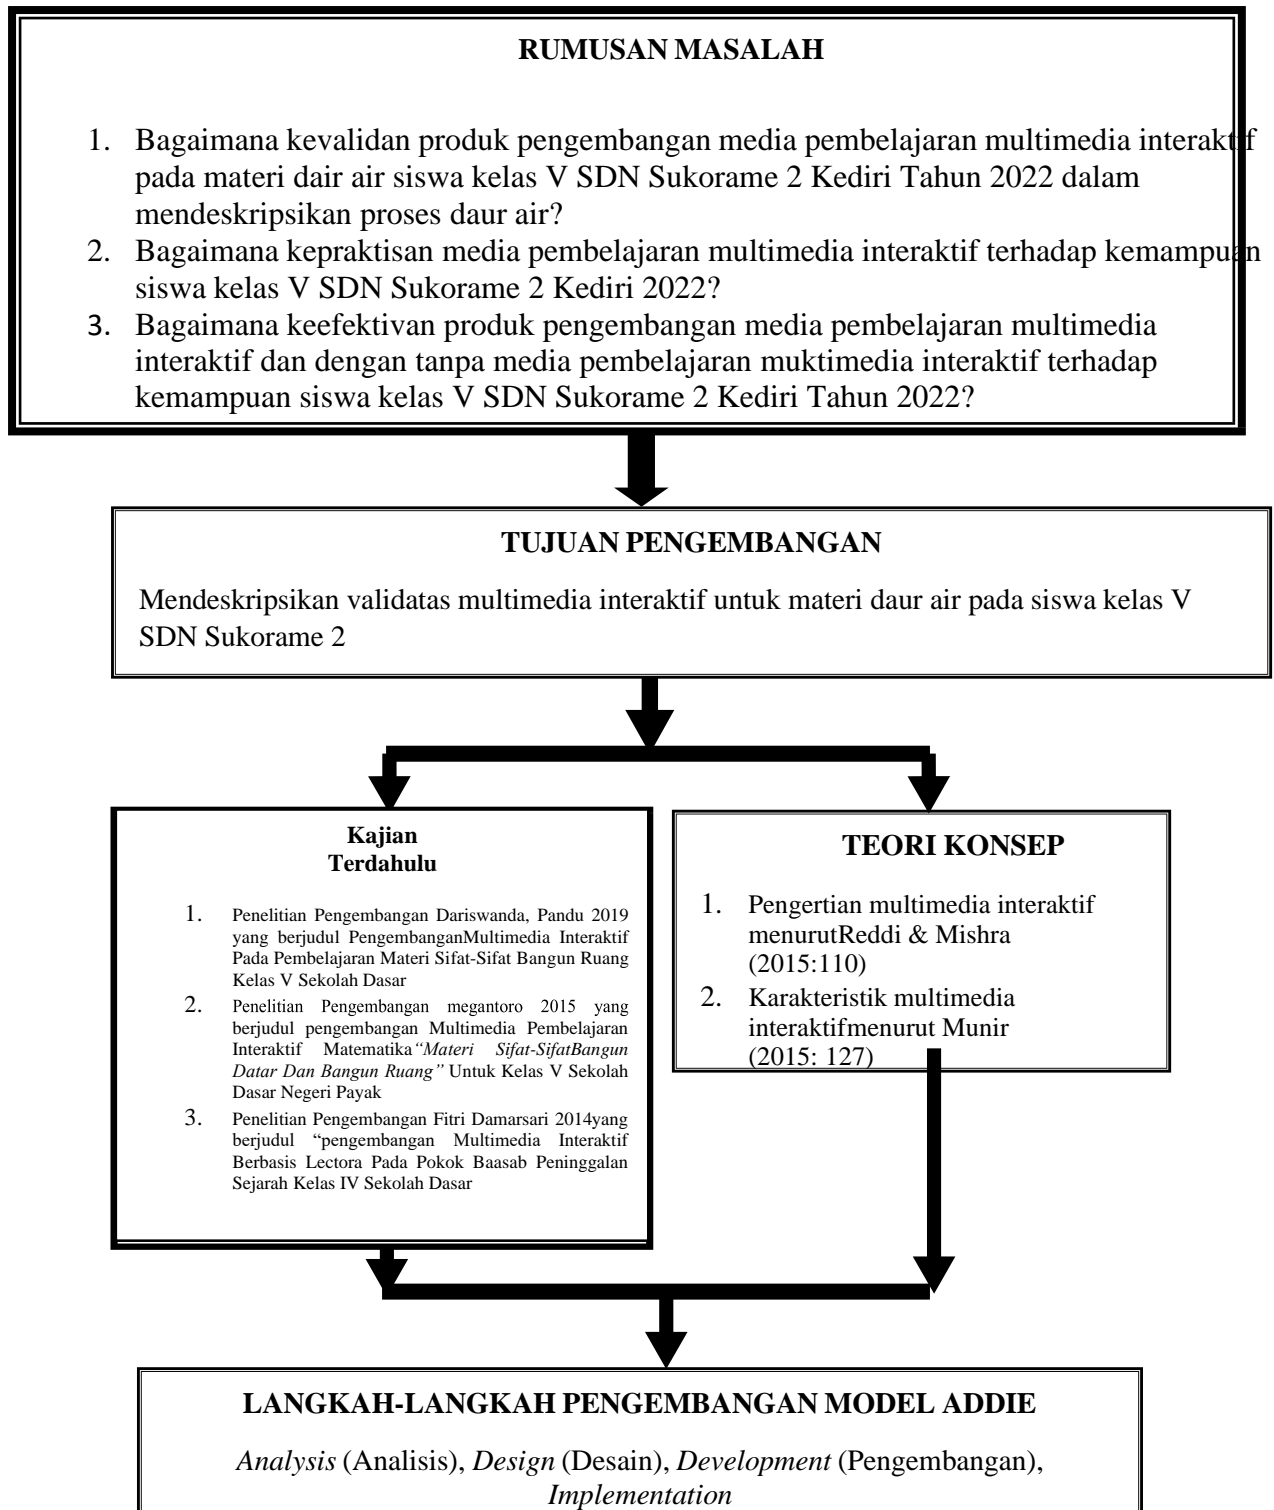 RUMUSAN MASALAH
1. Bagaimana kevalidan produk pengembangan media pembelajaran multimedia interaktif
pada materi dair air siswa kelas V SDN Sukorame 2 Kediri Tahun 2022 dalam
mendeskripsikan proses daur air?
2. Bagaimana kepraktisan media pembelajaran multimedia interaktif terhadap kemampuan
siswa kelas V SDN Sukorame 2 Kediri 2022?
3. Bagaimana keefektivan produk pengembangan media pembelajaran multimedia
interaktif dan dengan tanpa media pembelajaran muktimedia interaktif terhadap
kemampuan siswa kelas V SDN Sukorame 2 Kediri Tahun 2022?
TUJUAN PENGEMBANGAN
Mendeskripsikan validatas multimedia interaktif untuk materi daur air pada siswa kelas V
SDN Sukorame 2
Kajian
Terdahulu
1. Penelitian Pengembangan Dariswanda, Pandu 2019
yang berjudul PengembanganMultimedia Interaktif
Pada Pembelajaran Materi Sifat-Sifat Bangun Ruang
Kelas V Sekolah Dasar
2. Penelitian Pengembangan megantoro 2015 yang
berjudul pengembangan Multimedia Pembelajaran
Interaktif Matematika“Materi Sifat-SifatBangun
Datar Dan Bangun Ruang” Untuk Kelas V Sekolah
Dasar Negeri Payak
3. Penelitian Pengembangan Fitri Damarsari 2014yang
berjudul “pengembangan Multimedia Interaktif
Berbasis Lectora Pada Pokok Baasab Peninggalan
Sejarah Kelas IV Sekolah Dasar
TEORI KONSEP
1. Pengertian multimedia interaktif
menurutReddi & Mishra
(2015:110)
2. Karakteristik multimedia
interaktifmenurut Munir
(2015: 127)
LANGKAH-LANGKAH PENGEMBANGAN MODEL ADDIE
Analysis (Analisis), Design (Desain), Development (Pengembangan),
Implementation